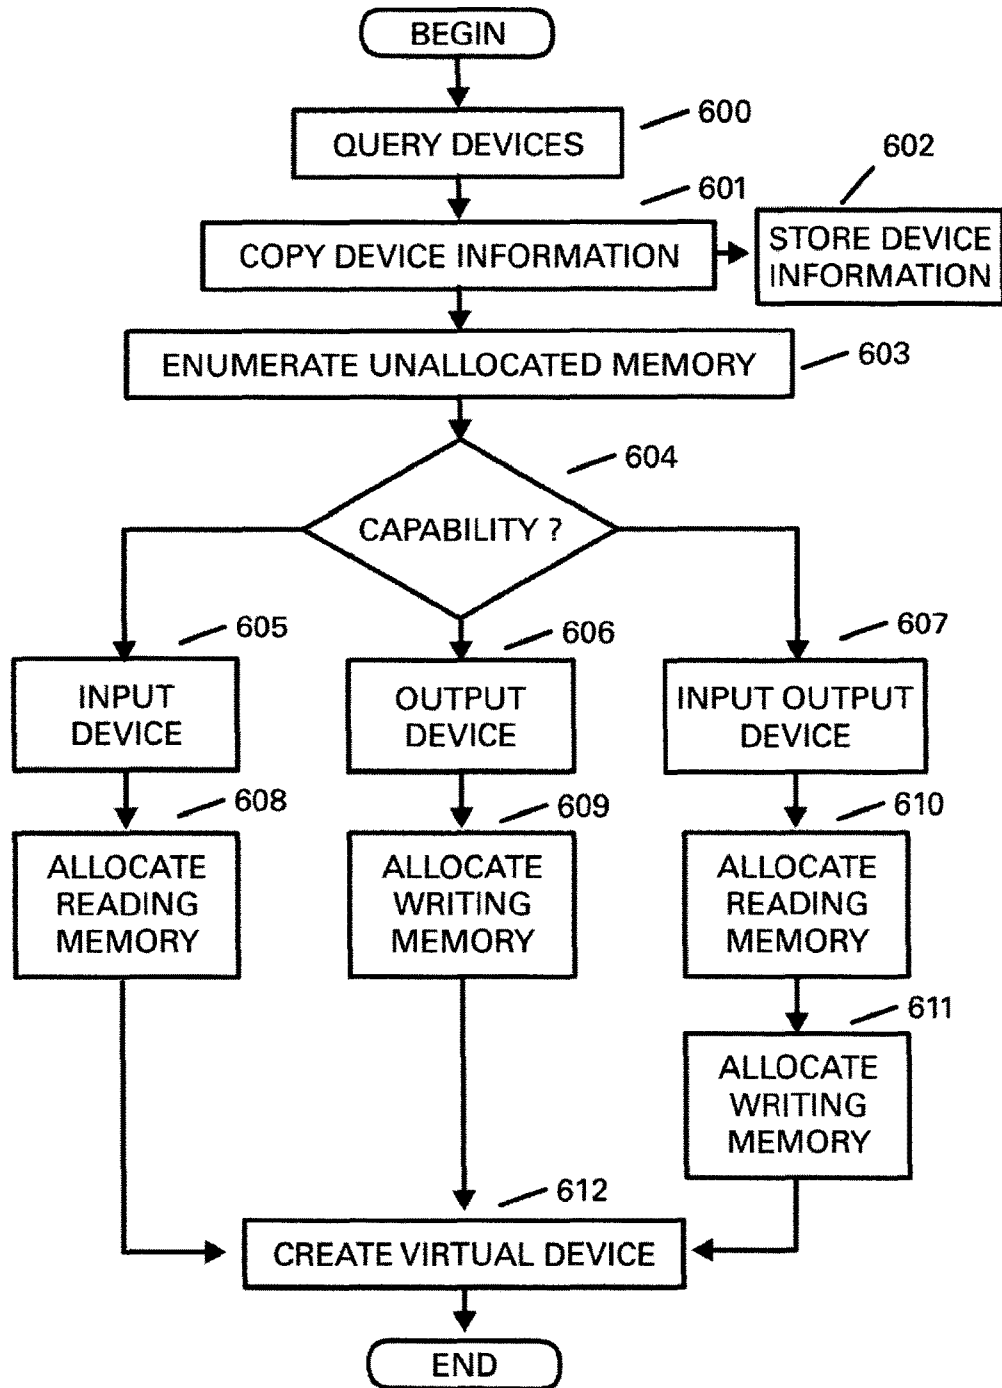 BEGIN
600
QUERY DEVICES
601
602
COPY DEVICE INFORMATION
STORE DEVICE
INFORMATION
ENUMERATE UNALLOCATED MEMORY
603
604
CAPABILITY ?
605
606
607
INPUT
DEVICE
OUTPUT
DEVICE
INPUT OUTPUT
DEVICE
608
609
610
ALLOCATE
READING
MEMORY
ALLOCATE
WRITING
MEMORY
ALLOCATE
READING
MEMORY
611
ALLOCATE
WRITING
MEMORY
612
CREATE VIRTUAL DEVICE
END